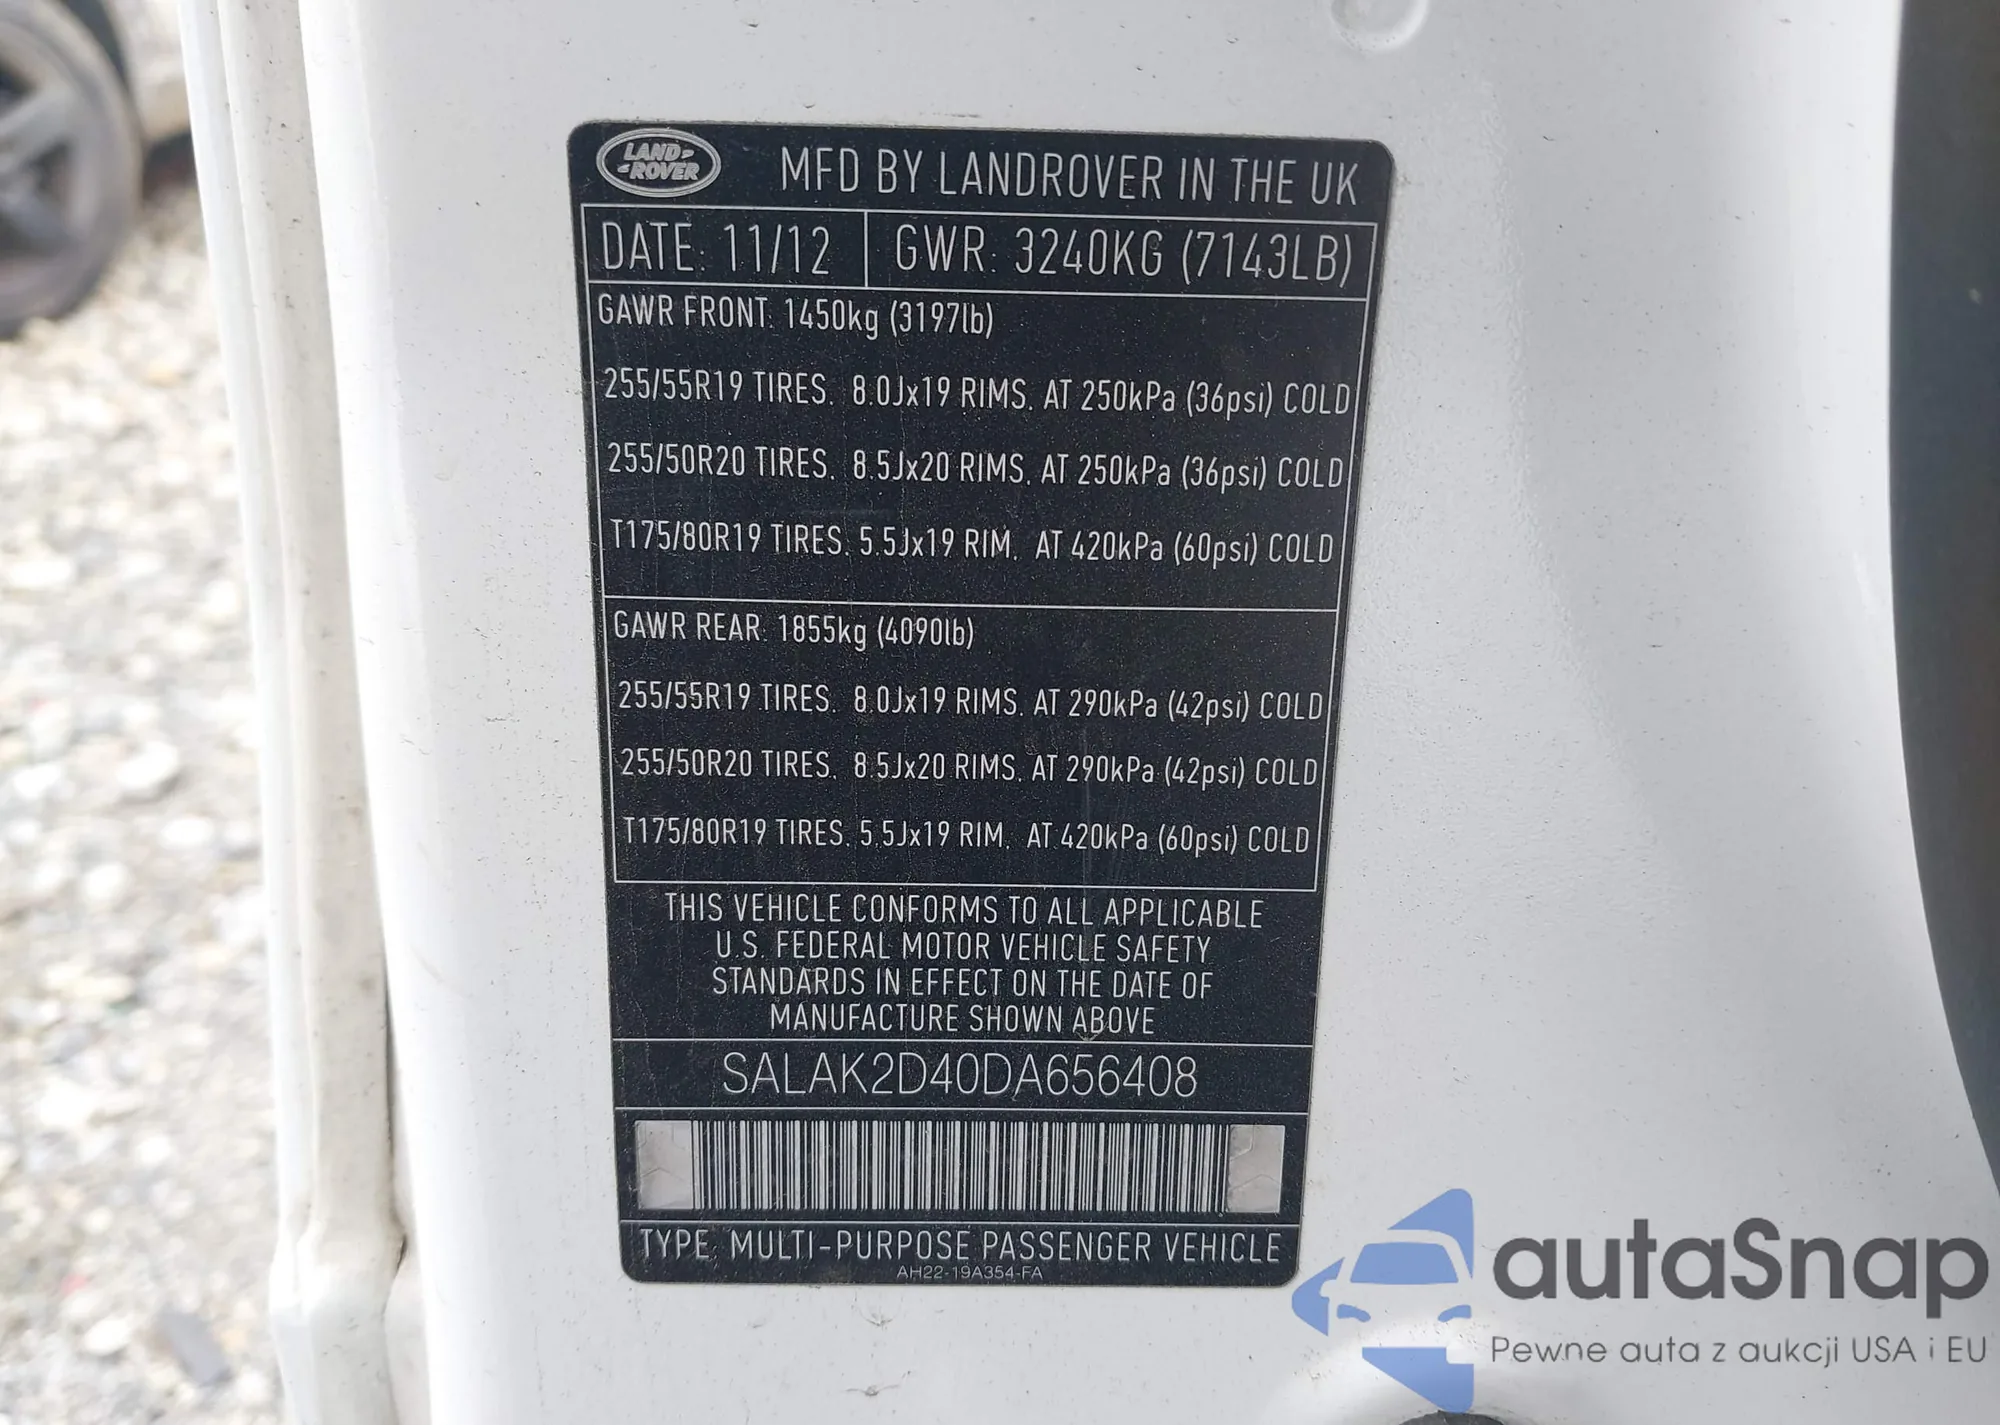 LAND-
-ROVER
MFD BY LANDROVER IN THE UK
DATE: 11/12 GWR: 3240KG (7143LB)
GAWR FRONT: 1450kg (3197lb)
255/55R19 TIRES. 8.0Jx19 RIMS. AT 250kPa (36psi) COLD
255/50R20 TIRES. 8.5Jx20 RIMS. AT 250kPa (36psi) COLD
T175/80R19 TIRES. 5.5Jx19 RIM. AT 420kPa (60psi) COLD
GAWR REAR: 1855kg (4090lb)
255/55R19 TIRES. 8.0Jx19 RIMS. AT 290kPa (42psi) COLD
255/50R20 TIRES. 8.5Jx20 RIMS. AT 290kPa (42psi) COLD
T175/80R19 TIRES. 5.5Jx19 RIM. AT 420kPa (60psi) COLD
THIS VEHICLE CONFORMS TO ALL APPLICABLE
U.S. FEDERAL MOTOR VEHICLE SAFETY
STANDARDS IN EFFECT ON THE DATE OF
MANUFACTURE SHOWN ABOVE
SALAK2D40DA656408
TYPE: MULTI-PURPOSE PASSENGER VEHICLE
AH22-19A354-FA
autaSnap
Pewne auta z aukcji USA i EU